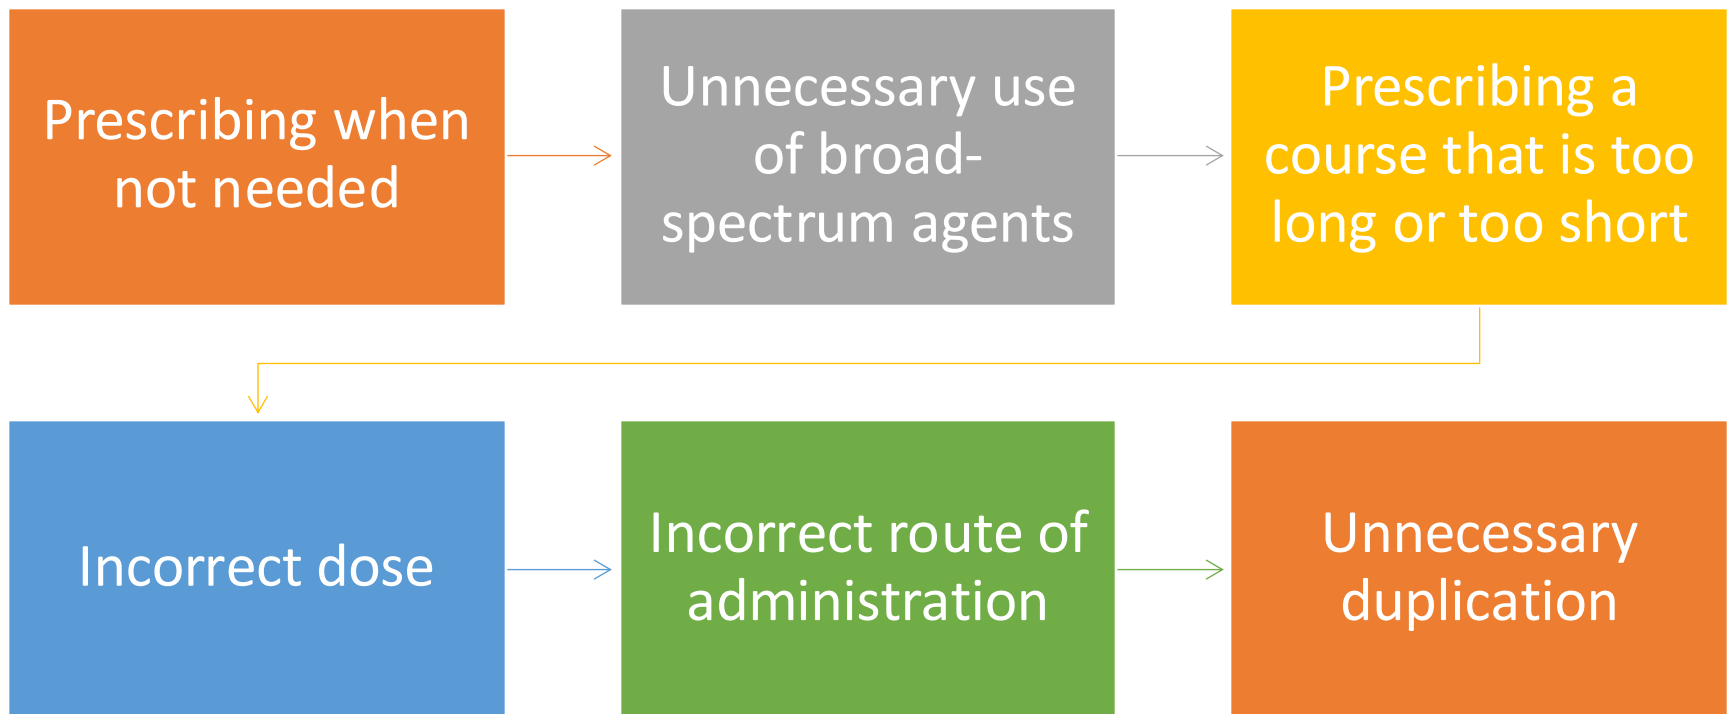 Prescribing when
not needed
Unnecessary use
of broad-
spectrum agents
Prescribing a
course that is too
long or too short
Incorrect dose
Incorrect route of
administration
Unnecessary
duplication